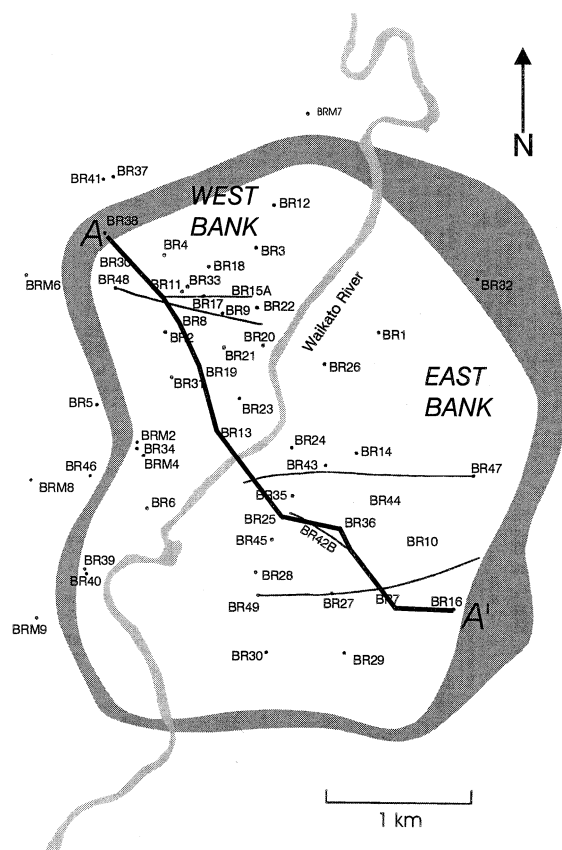 BRM7
N
BR41
BR37
WEST
BANK
BR12
BR38
A
BR4
BR3
BR30
BR18
BRM6
BR48
BR11
BR33
BR32
BR15A
BR17
BR22
BR9
BR8
Waikato River
BR2
BR20
BR1
BR21
BR19
BR26
BR31
EAST
BANK
BR5
BR23
BR13
BRM2
BR34
BR24
BR14
BRM4
BR43
BR46
BR47
BRM8
BR35
BR44
BR6
BR25
BR36
BR45
BR42B
BR10
BR39
BR40
BR28
BR49
BR27
BR7
BR16
A'
BRM9
BR30
BR29
1 km